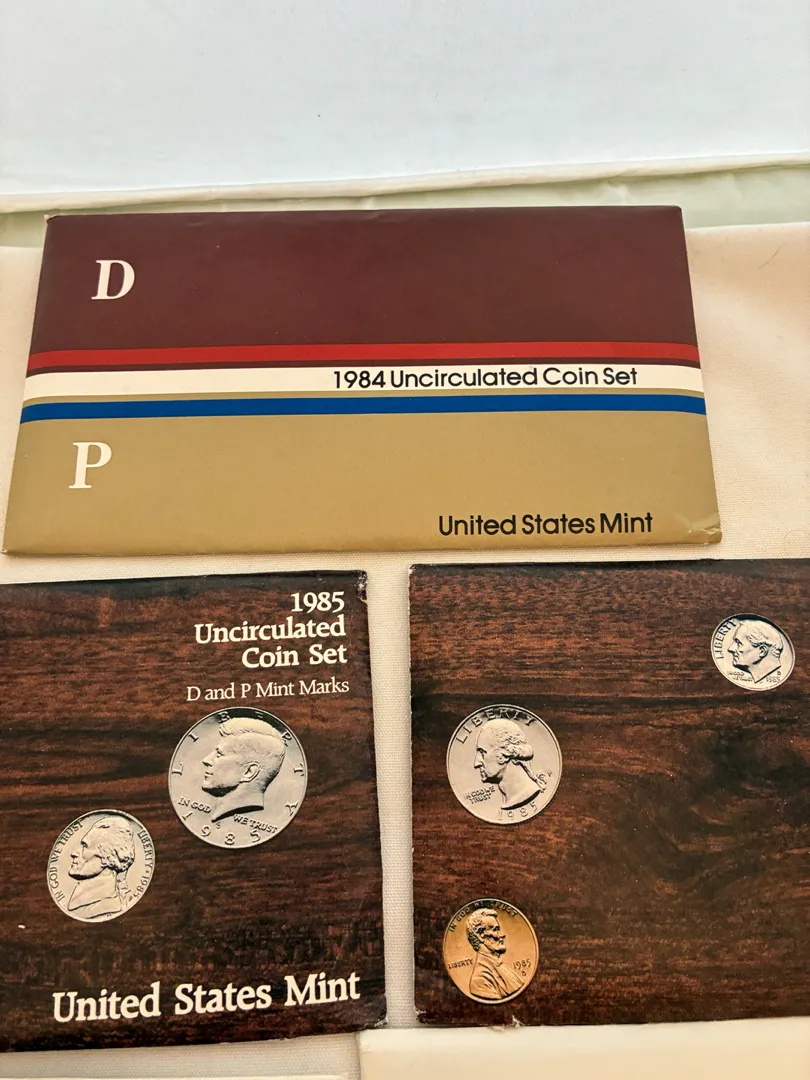 D
1984 Uncirculated Coin Set
P
United States Mint
1985
Uncirculated
Coin Set
D and P Mint Marks
LIBERTY
IN GOD WE TRUST
1985
IN GOD WE TRUST LIBERTY • 1985
United States Mint
LIBERTY
IN GOD
WE TRUST
1985
LIBERTY
IN GOD WE
TRUST
1985
IN GOD WE TRUST
LIBERTY
1985
D